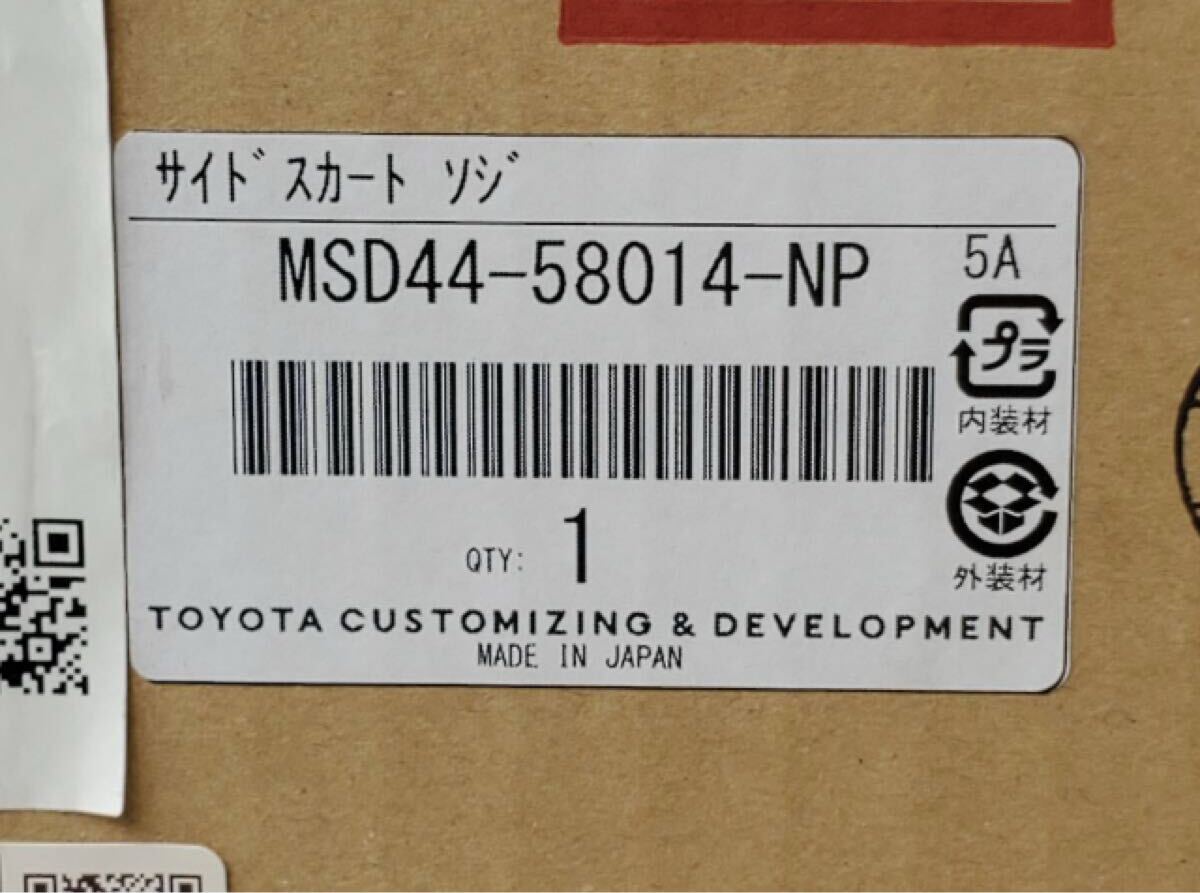 サイドスカート ソジ
MSD44-58014-NP
5A
プラ
内装材
外装材
QTY: 1
TOYOTA CUSTOMIZING & DEVELOPMENT
MADE IN JAPAN